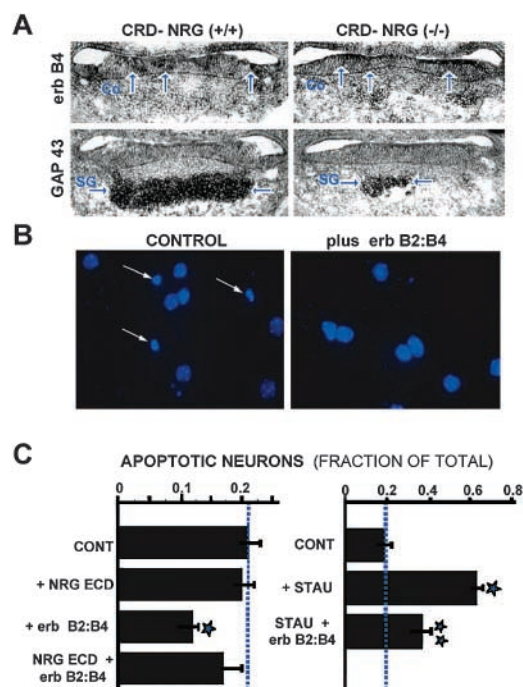 A
CRD- NRG (+/+)
CRD- NRG (-/-)
erb B4
Co
Co
GAP 43
SG
SG
B
CONTROL
plus erb B2:B4
C
APOPTOTIC NEURONS (FRACTION OF TOTAL)
0 0.1 0.2
0 0.2 0.4 0.6 0.8
CONT
+ NRG ECD
+ erb B2:B4
NRG ECD +
erb B2:B4
CONT
+ STAU
STAU +
erb B2:B4